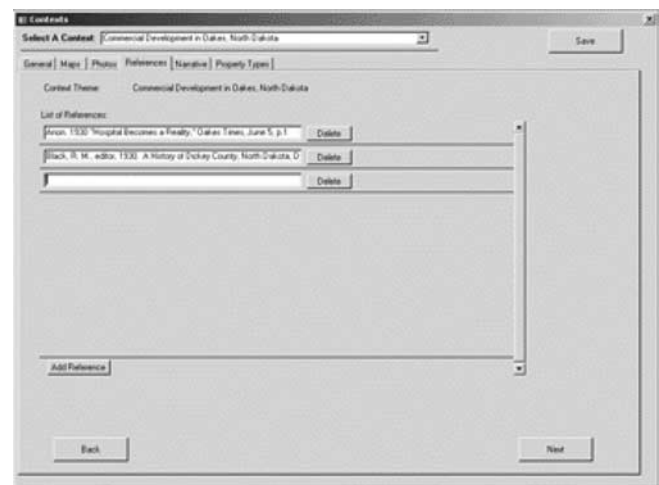 Contexts
Select A Context: Commercial Development in Oakes, North Dakota
Save
General Maps Photos References Narrative Property Types
Context Theme: Commercial Development in Oakes, North Dakota
List of References:
Anon. 1930 "Hospital Becomes a Reality," Oakes Times, June 5, p.1 Delete
Black, R. M., editor, 1930. A History of Dickey County, North Dakota, D Delete
Delete
Add Reference
Back Next